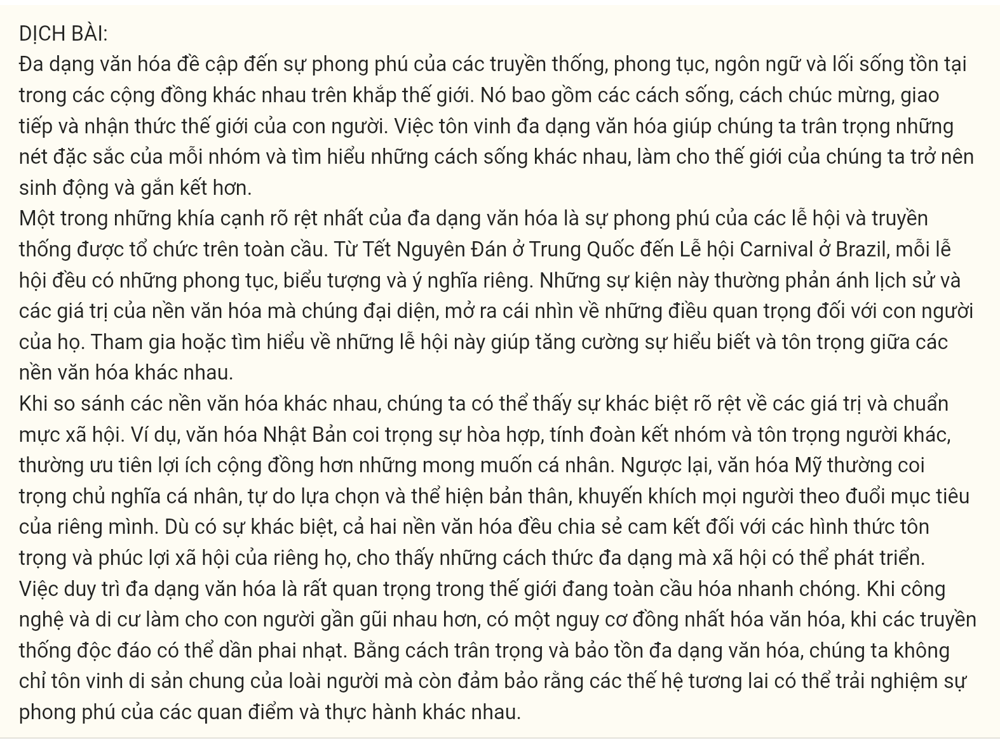 DỊCH BÀI:
Đa dạng văn hóa đề cập đến sự phong phú của các truyền thống, phong tục, ngôn ngữ và lối sống tồn tại
trong các cộng đồng khác nhau trên khắp thế giới. Nó bao gồm các cách sống, cách chúc mừng, giao
tiếp và nhận thức thế giới của con người. Việc tôn vinh đa dạng văn hóa giúp chúng ta trân trọng những
nét đặc sắc của mỗi nhóm và tìm hiểu những cách sống khác nhau, làm cho thế giới của chúng ta trở nên
sinh động và gắn kết hơn.
Một trong những khía cạnh rõ rệt nhất của đa dạng văn hóa là sự phong phú của các lễ hội và truyền
thống được tổ chức trên toàn cầu. Từ Tết Nguyên Đán ở Trung Quốc đến Lễ hội Carnival ở Brazil, mỗi lễ
hội đều có những phong tục, biểu tượng và ý nghĩa riêng. Những sự kiện này thường phản ánh lịch sử và
các giá trị của nền văn hóa mà chúng đại diện, mở ra cái nhìn về những điều quan trọng đối với con người
của họ. Tham gia hoặc tìm hiểu về những lễ hội này giúp tăng cường sự hiểu biết và tôn trọng giữa các
nền văn hóa khác nhau.
Khi so sánh các nền văn hóa khác nhau, chúng ta có thể thấy sự khác biệt rõ rệt về các giá trị và chuẩn
mực xã hội. Ví dụ, văn hóa Nhật Bản coi trọng sự hòa hợp, tính đoàn kết nhóm và tôn trọng người khác,
thường ưu tiên lợi ích cộng đồng hơn những mong muốn cá nhân. Ngược lại, văn hóa Mỹ thường coi
trọng chủ nghĩa cá nhân, tự do lựa chọn và thể hiện bản thân, khuyến khích mọi người theo đuổi mục tiêu
của riêng mình. Dù có sự khác biệt, cả hai nền văn hóa đều chia sẻ cam kết đối với các hình thức tôn
trọng và phúc lợi xã hội của riêng họ, cho thấy những cách thức đa dạng mà xã hội có thể phát triển.
Việc duy trì đa dạng văn hóa là rất quan trọng trong thế giới đang toàn cầu hóa nhanh chóng. Khi công
nghệ và di cư làm cho con người gần gũi nhau hơn, có một nguy cơ đồng nhất hóa văn hóa, khi các truyền
thống độc đáo có thể dần phai nhạt. Bằng cách trân trọng và bảo tồn đa dạng văn hóa, chúng ta không
chỉ tôn vinh di sản chung của loài người mà còn đảm bảo rằng các thế hệ tương lai có thể trải nghiệm sự
phong phú của các quan điểm và thực hành khác nhau.